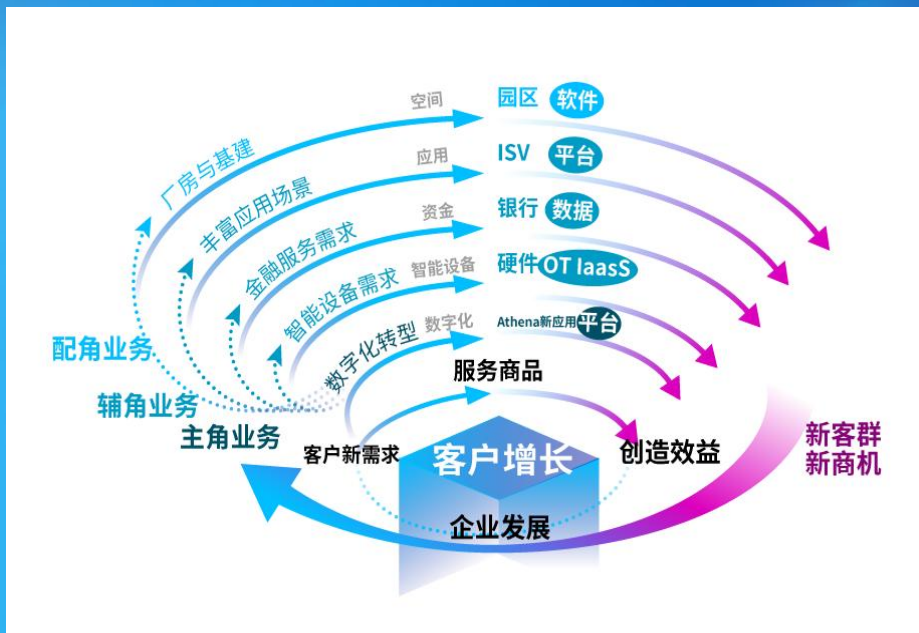 空间
园区 软件
厂房与基建
应用
ISV 平台
丰富应用场景
资金
银行 数据
金融服务需求
智能设备
硬件 OT IaasS
智能设备需求
数字化
Athena新应用 平台
数字化转型
配角业务
辅角业务
主角业务
服务商品
客户新需求
客户增长
创造效益
企业发展
新客群
新商机